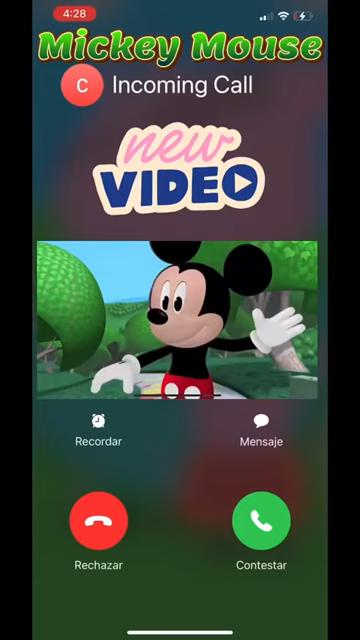 4:28
Mickey Mouse
C Incoming Call
new
VIDEO
Recordar Mensaje
Rechazar Contestar